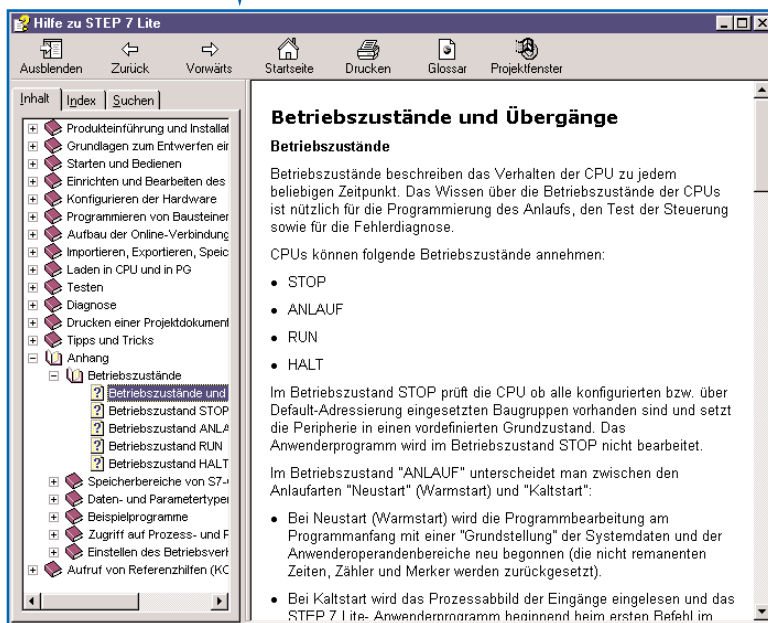 Hilfe zu STEP 7 Lite
Ausblenden Zurück Vorwärts Startseite Drucken Glossar Projektfenster
Inhalt Index Suchen
Produkteinführung und Installat
Grundlagen zum Entwerfen eir
Starten und Bedienen
Einrichten und Bearbeiten des
Konfigurieren der Hardware
Programmieren von Bausteiner
Aufbau der Online-Verbindung
Importieren, Exportieren, Speic
Laden in CPU und in PG
Testen
Diagnose
Drucken einer Projektdokument
Tipps und Tricks
Anhang
Betriebszustände
Betriebszustände und
Betriebszustand STOP
Betriebszustand ANLA
Betriebszustand RUN
Betriebszustand HALT
Speicherbereiche von S7-
Daten- und Parametertyper
Beispielprogramme
Zugriff auf Prozess- und F
Einstellen des Betriebsverh
Aufruf von Referenzhilfen (KO
Betriebszustände und Übergänge
Betriebszustände
Betriebszustände beschreiben das Verhalten der CPU zu jedem
beliebigen Zeitpunkt. Das Wissen über die Betriebszustände der CPUs
ist nützlich für die Programmierung des Anlaufs, den Test der Steuerung
sowie für die Fehlerdiagnose.
CPUs können folgende Betriebszustände annehmen:
• STOP
• ANLAUF
• RUN
• HALT
Im Betriebszustand STOP prüft die CPU ob alle konfigurierten bzw. über
Default-Adressierung eingesetzten Baugruppen vorhanden sind und setzt
die Peripherie in einen vordefinierten Grundzustand. Das
Anwenderprogramm wird im Betriebszustand STOP nicht bearbeitet.
Im Betriebszustand "ANLAUF" unterscheidet man zwischen den
Anlaufarten "Neustart" (Warmstart) und "Kaltstart":
• Bei Neustart (Warmstart) wird die Programmbearbeitung am
Programmanfang mit einer "Grundstellung" der Systemdaten und der
Anwenderoperandenbereiche neu begonnen (die nicht remanenten
Zeiten, Zähler und Merker werden zurückgesetzt).
• Bei Kaltstart wird das Prozessabbild der Eingänge eingelesen und das
STEP 7 Lite- Anwenderprogramm beginnend beim ersten Befehl im